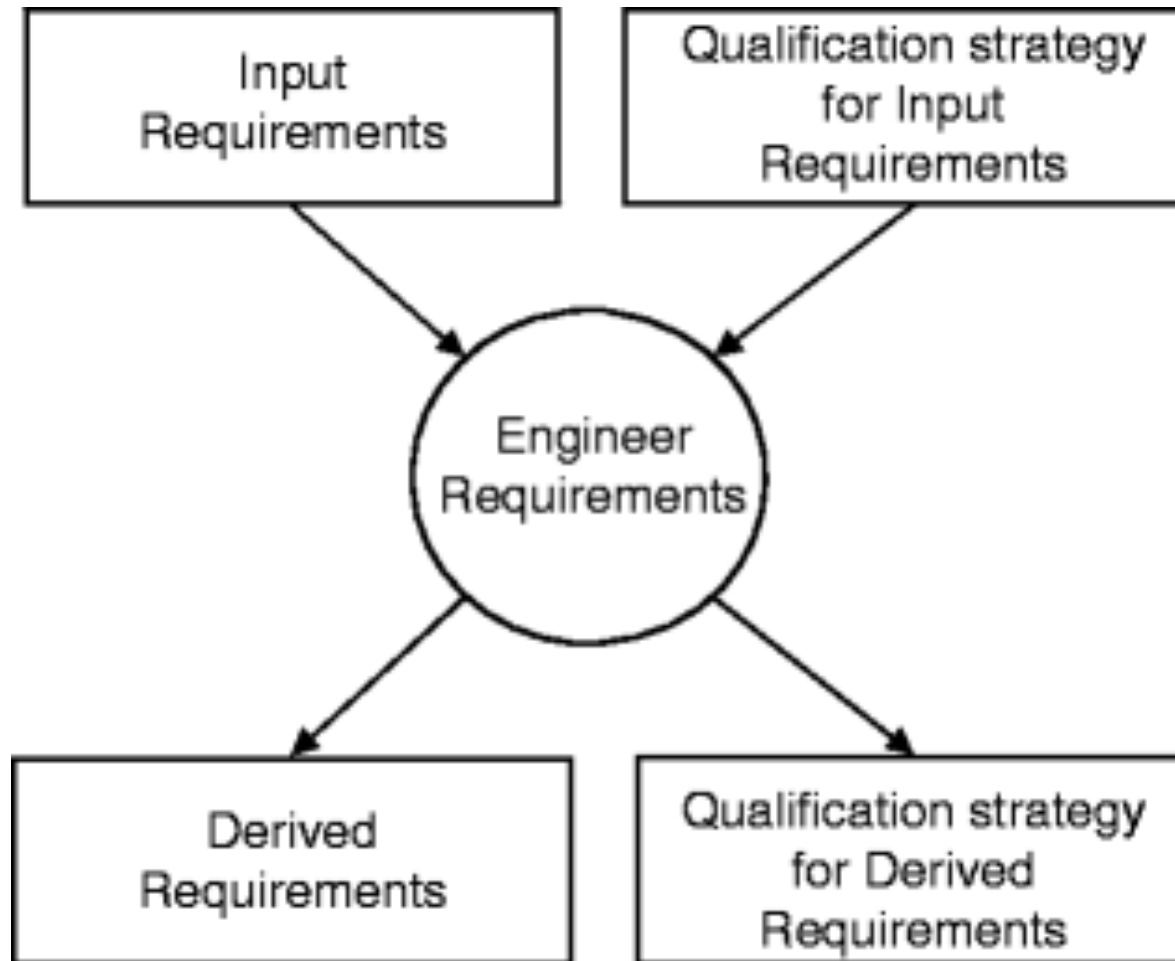 Input
Requirements
Qualification strategy
for Input
Requirements
Engineer
Requirements
Derived
Requirements
Qualification strategy
for Derived
Requirements